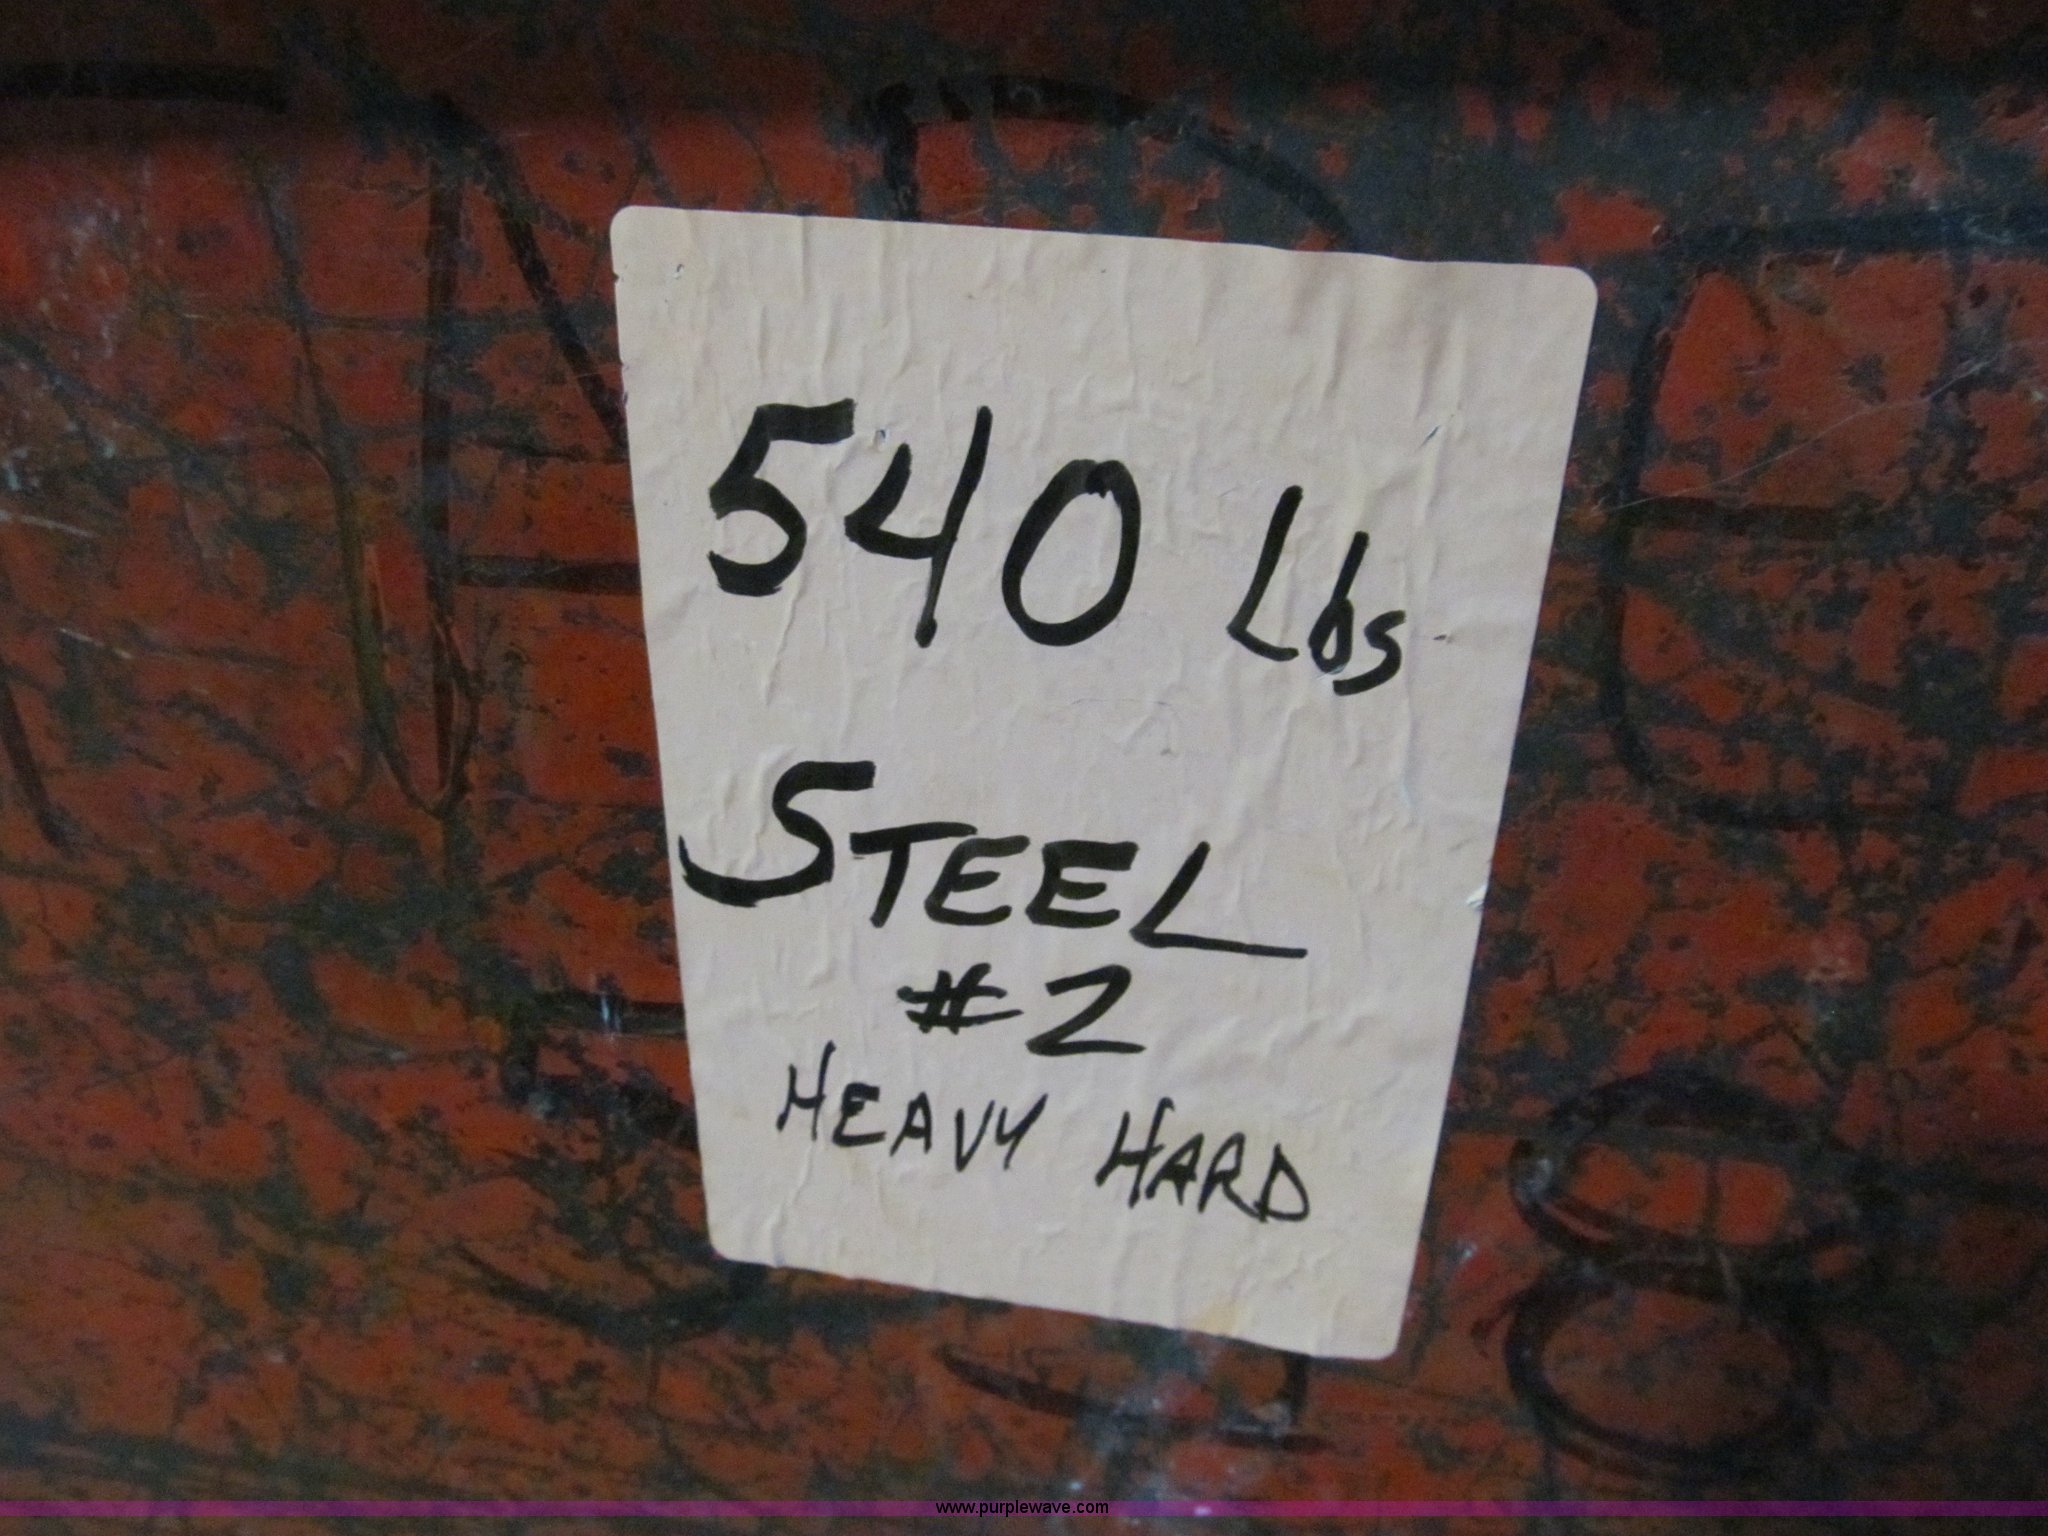 540 Lbs
STEEL
#2
HEAVY HARD
www.purplewave.com